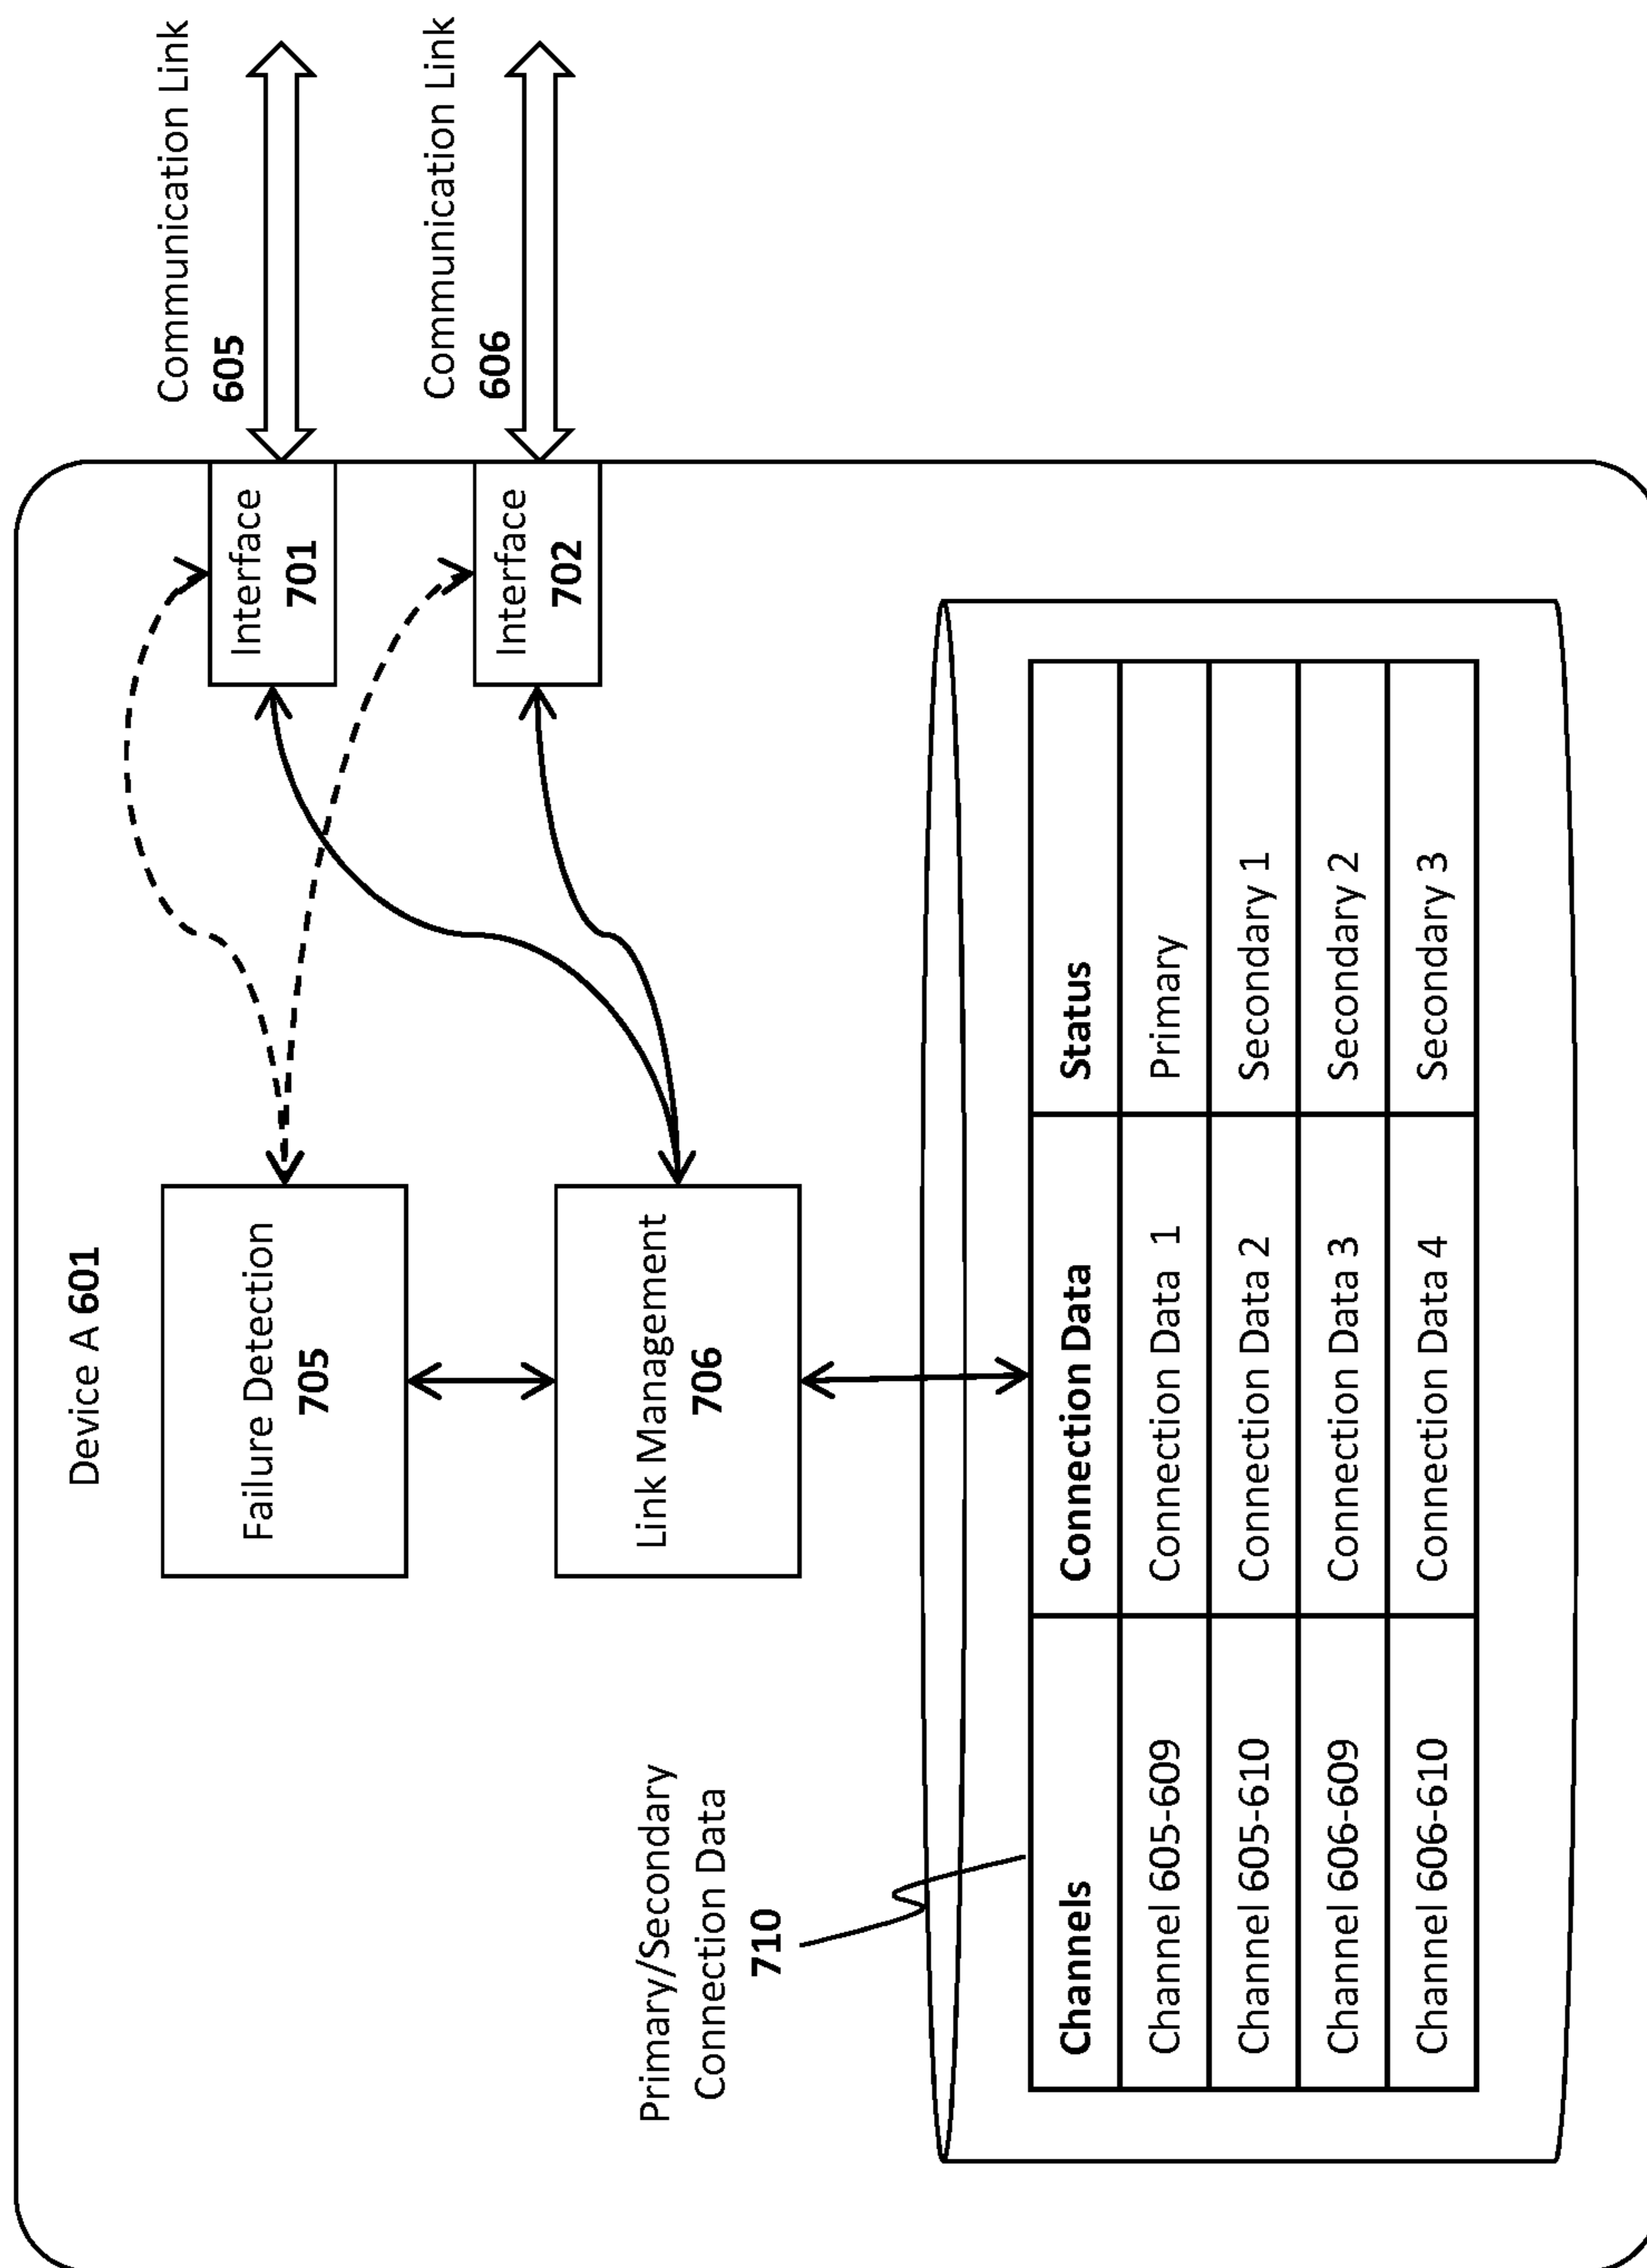 Device A 601
Communication Link
605
Communication Link
606
Failure Detection
705
Interface
701
Link Management
706
Interface
702
Primary/Secondary
Connection Data
710
Channels Connection Data Status
Channel 605-609 Connection Data 1 Primary
Channel 605-610 Connection Data 2 Secondary 1
Channel 606-609 Connection Data 3 Secondary 2
Channel 606-610 Connection Data 4 Secondary 3